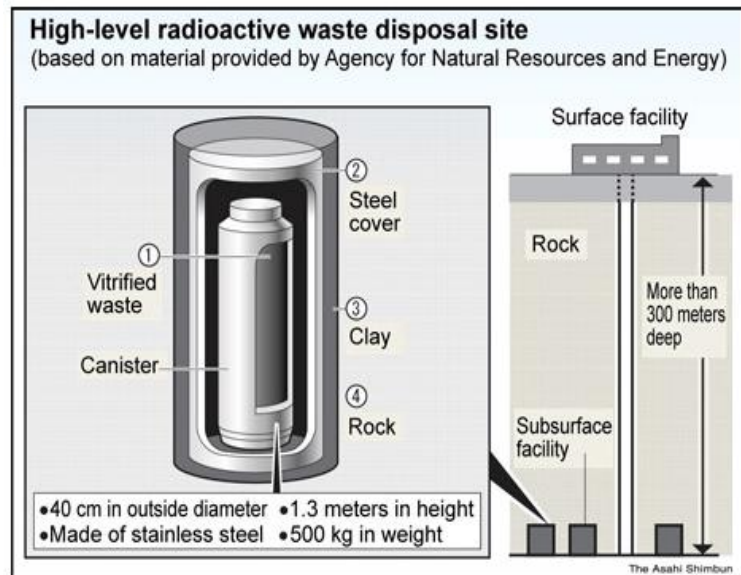 High-level radioactive waste disposal site
(based on material provided by Agency for Natural Resources and Energy)
①
Vitrified
waste
Canister
②
Steel
cover
③
Clay
④
Rock
•40 cm in outside diameter •1.3 meters in height
•Made of stainless steel •500 kg in weight
Surface facility
Rock
More than
300 meters
deep
Subsurface
facility
The Asahi Shimbun